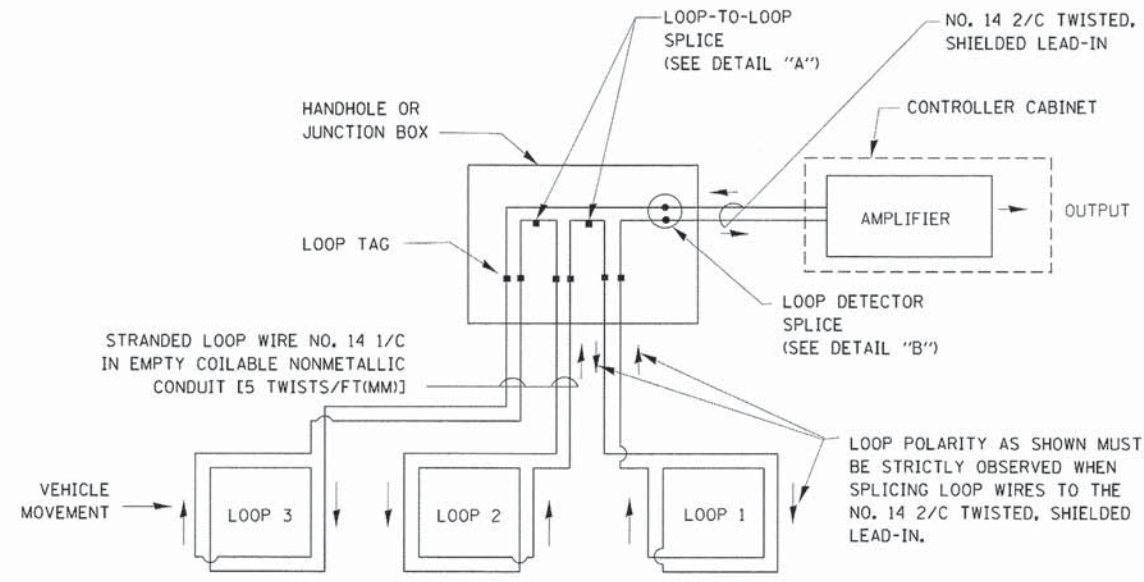 LOOP-TO-LOOP
SPLICE
(SEE DETAIL "A")
NO. 14 2/C TWISTED,
SHIELDED LEAD-IN
HANDHOLE OR
JUNCTION BOX
CONTROLLER CABINET
AMPLIFIER
OUTPUT
LOOP TAG
LOOP DETECTOR
SPLICE
(SEE DETAIL "B")
STRANDED LOOP WIRE NO. 14 1/C
IN EMPTY COILABLE NONMETALLIC
CONDUIT [5 TWISTS/FT(MM)]
LOOP POLARITY AS SHOWN MUST
BE STRICTLY OBSERVED WHEN
SPLICING LOOP WIRES TO THE
NO. 14 2/C TWISTED, SHIELDED
LEAD-IN.
VEHICLE
MOVEMENT
LOOP 3
LOOP 2
LOOP 1